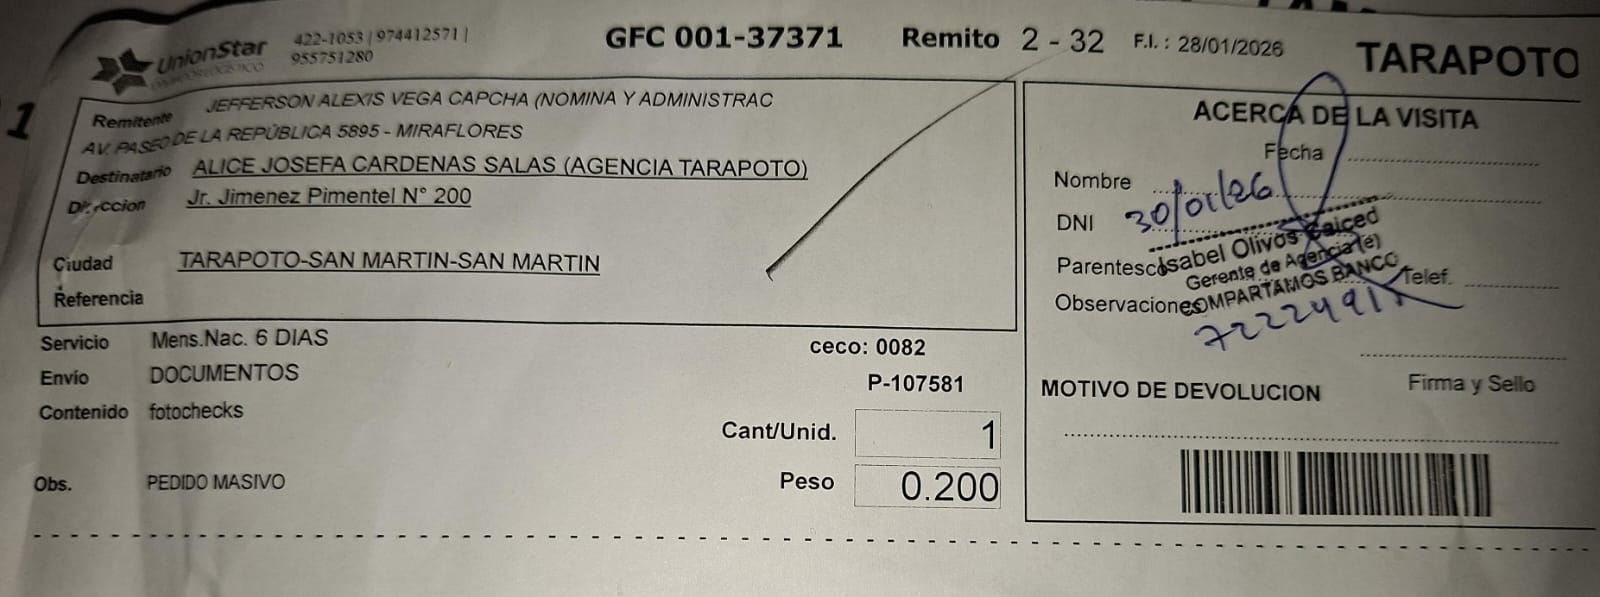 UnionStar
OPERADOR LOGISTICO
422-1053 | 974412571 |
955751280
GFC 001-37371
Remito 2 - 32
F.I. : 28/01/2026
TARAPOTO
1
Remitente JEFFERSON ALEXIS VEGA CAPCHA (NOMINA Y ADMINISTRAC
AV. PASEO DE LA REPÚBLICA 5895 - MIRAFLORES
Destinatario ALICE JOSEFA CARDENAS SALAS (AGENCIA TARAPOTO)
Direccion Jr. Jimenez Pimentel N° 200
Ciudad TARAPOTO-SAN MARTIN-SAN MARTIN
Referencia
Servicio Mens.Nac. 6 DIAS
Envio DOCUMENTOS
Contenido fotochecks
Obs. PEDIDO MASIVO
ceco: 0082
P-107581
Cant/Unid. 1
Peso 0.200
ACERCA DE LA VISITA
Fecha
Nombre
30/01/26
DNI
Isabel Olivos Caiced
Parentesco
Gerente de Agencia (e)
COMPARTAMOS BANCO
Telef.
Observaciones
Firma y Sello
MOTIVO DE DEVOLUCION